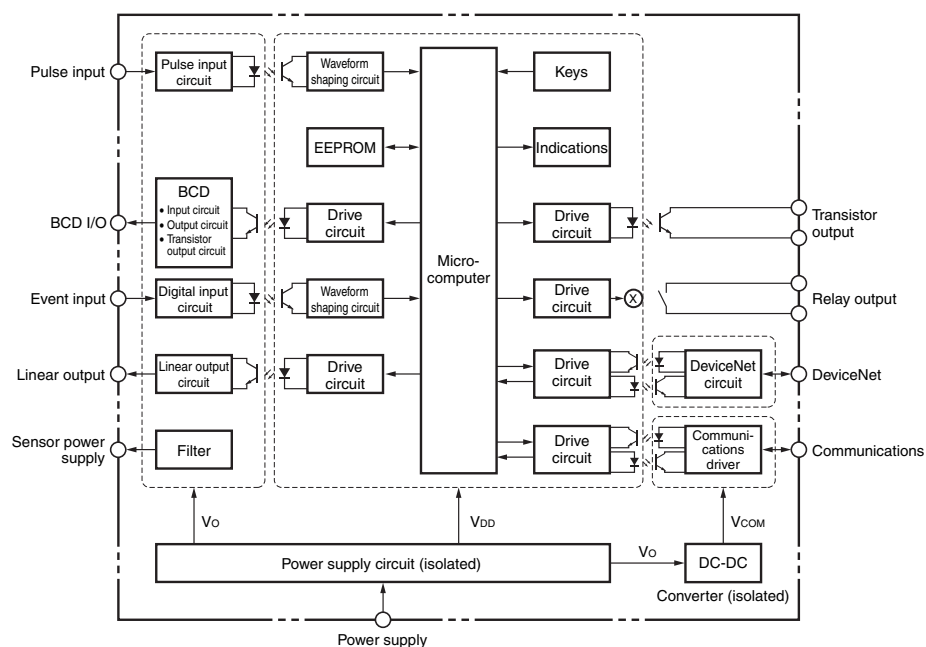 Pulse input
Pulse input
circuit
Waveform
shaping circuit
Keys
EEPROM
Indications
BCD I/O
BCD
• Input circuit
• Output circuit
• Transistor
output circuit
Drive
circuit
Micro-
computer
Drive
circuit
Transistor
output
Event input
Digital input
circuit
Waveform
shaping circuit
Drive
circuit
X
Relay output
Linear output
Linear output
circuit
Drive
circuit
Drive
circuit
DeviceNet
circuit
DeviceNet
Sensor power
supply
Filter
Drive
circuit
Communi-
cations
driver
Communications
VO
VDD
VCOM
Power supply circuit (isolated)
VO
DC-DC
Converter (isolated)
Power supply